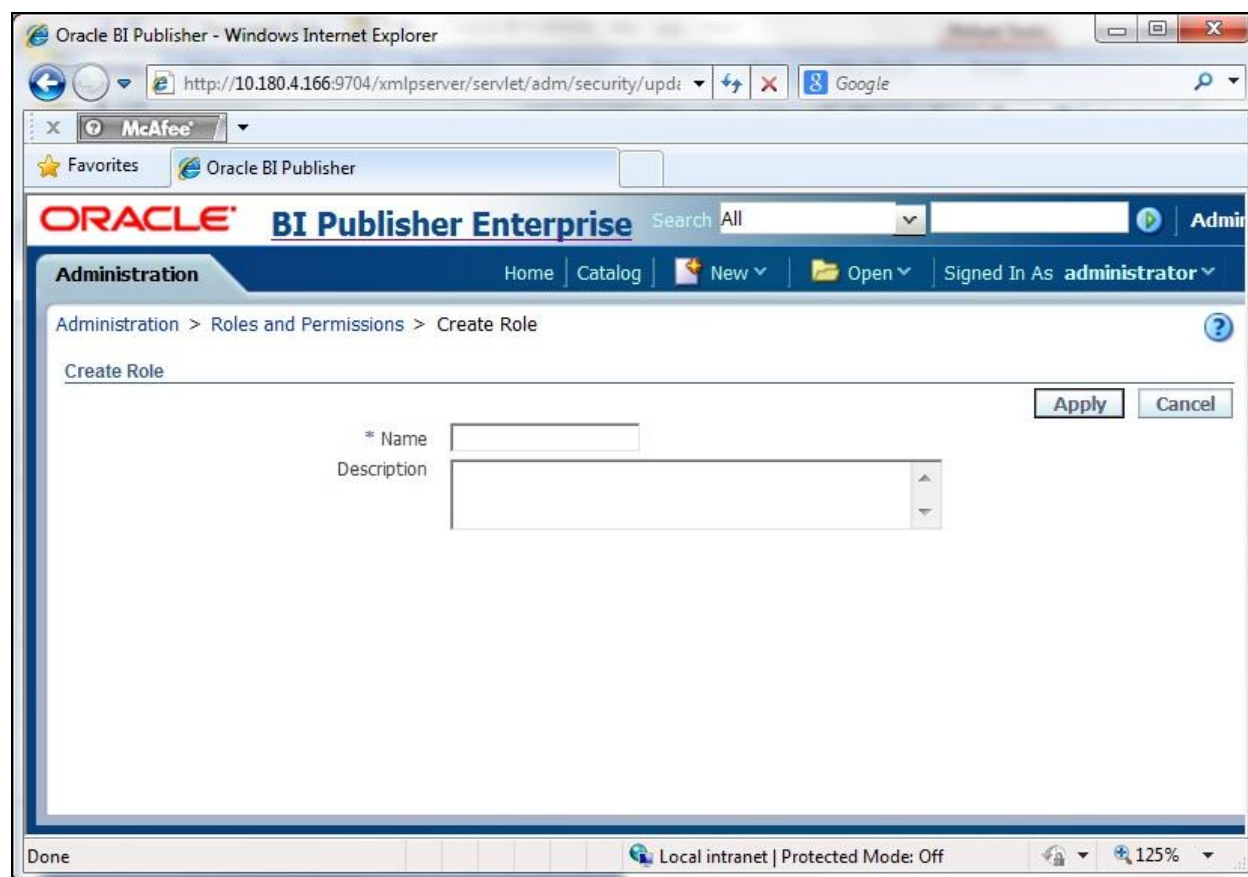 Oracle BI Publisher - Windows Internet Explorer
http://10.180.4.166:9704/xmlpserver/servlet/adm/security/upda
Google
x McAfee
Favorites Oracle BI Publisher
ORACLE BI Publisher Enterprise Search All Admin
Administration Home Catalog New Open Signed In As administrator
Administration > Roles and Permissions > Create Role
Create Role
Apply Cancel
* Name
Description
Done Local intranet | Protected Mode: Off 125%